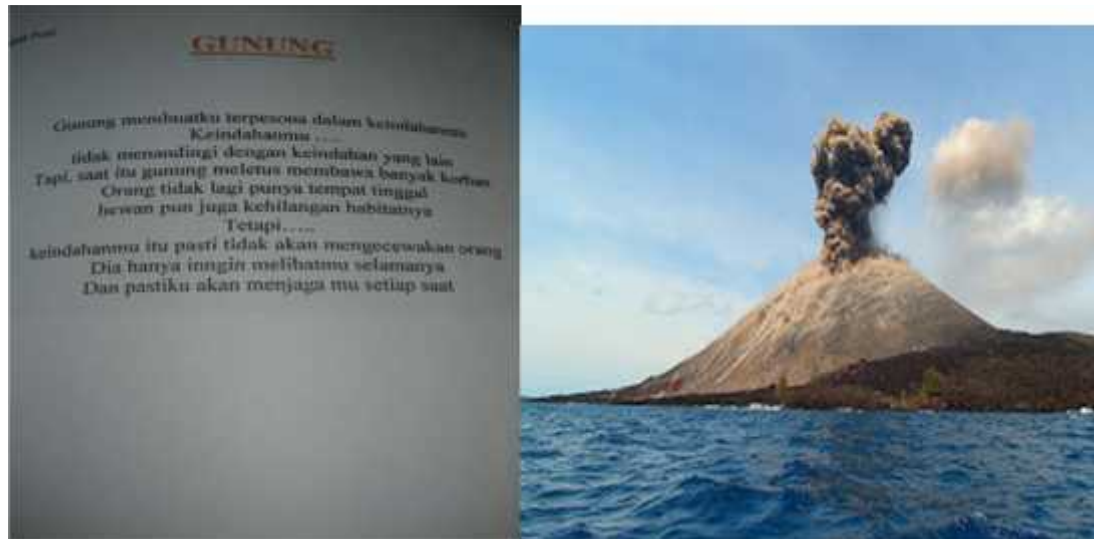 GUNUNG
Gunung membuatku terpesona dalam keindahanmu
Keindahanmu ....
tidak menandingi dengan keindahan yang lain
Tapi, saat itu gunung meletus membawa banyak korban
Orang tidak lagi punya tempat tinggal
hewan pun juga kehilangan habitatnya
Tetapi.....
keindahanmu itu pasti tidak akan mengecewakan orang
Dia hanya inngin melihatmu selamanya
Dan pastiku akan menjaga mu setiap saat